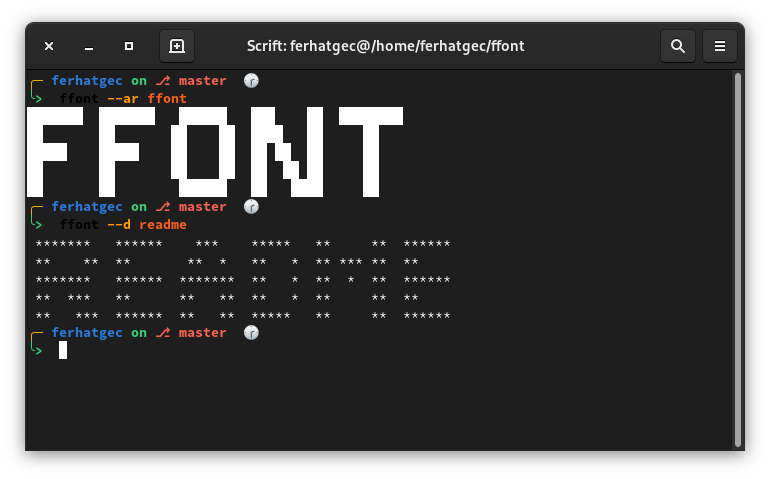 Scrift: ferhatgec@/home/ferhatgec/ffont
ferhatgec on ⎇ master
ffont --ar ffont
FFONT
ferhatgec on ⎇ master
ffont --d readme
README
ferhatgec on ⎇ master